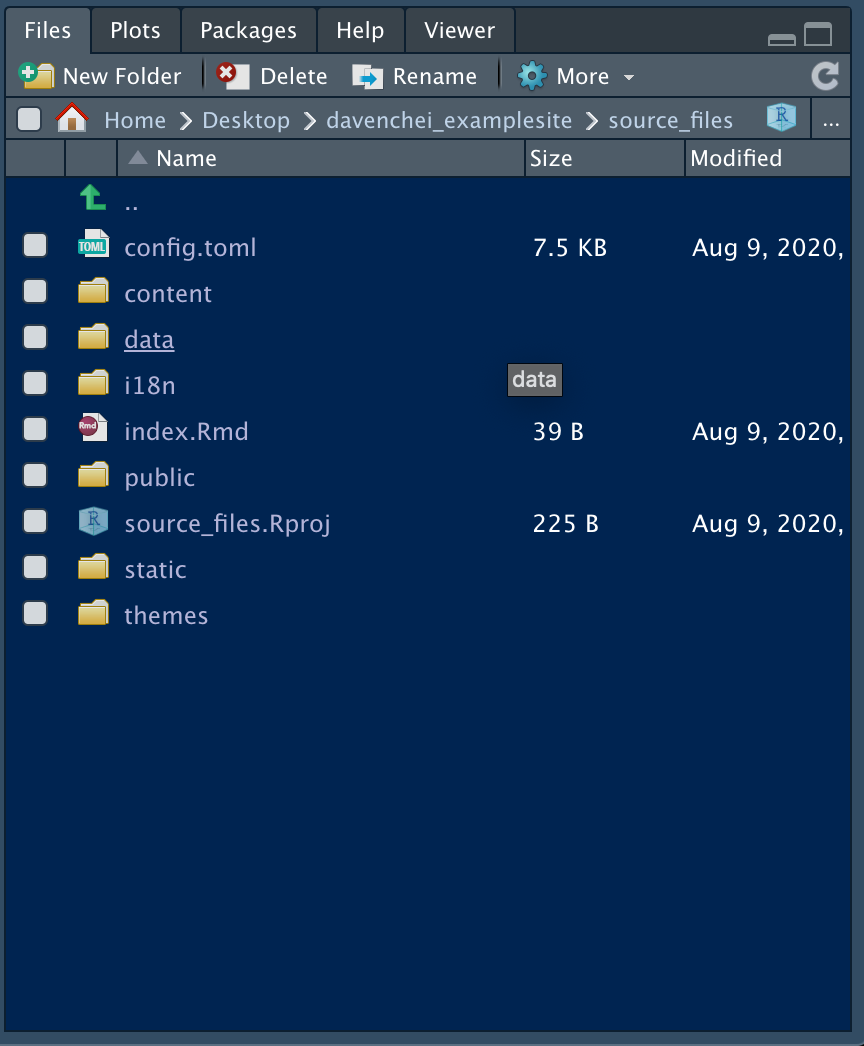 Files Plots Packages Help Viewer
New Folder Delete Rename More
Home Desktop davenchei_examplesite source_files R ...
Name Size Modified
..
TOML config.toml 7.5 KB Aug 9, 2020,
content
data
i18n data
Rmd index.Rmd 39 B Aug 9, 2020,
public
R source_files.Rproj 225 B Aug 9, 2020,
static
themes